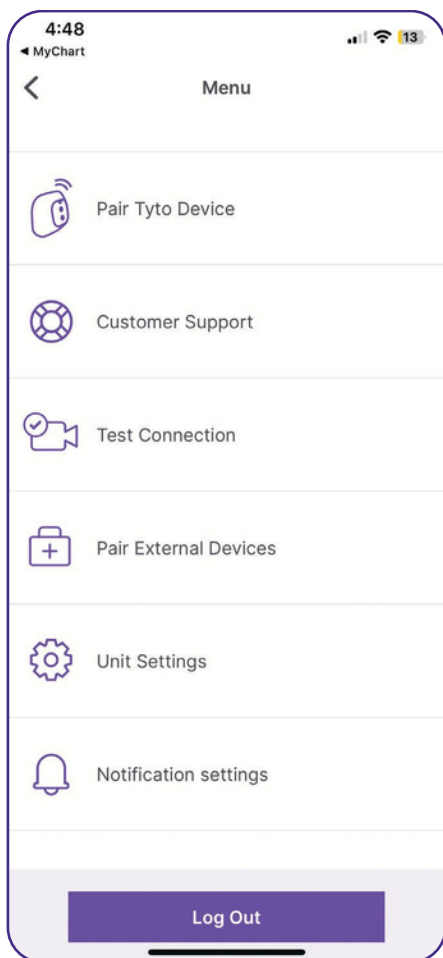 4:48
13
◀ MyChart
Menu
Pair Tyto Device
Customer Support
Test Connection
Pair External Devices
Unit Settings
Notification settings
Log Out